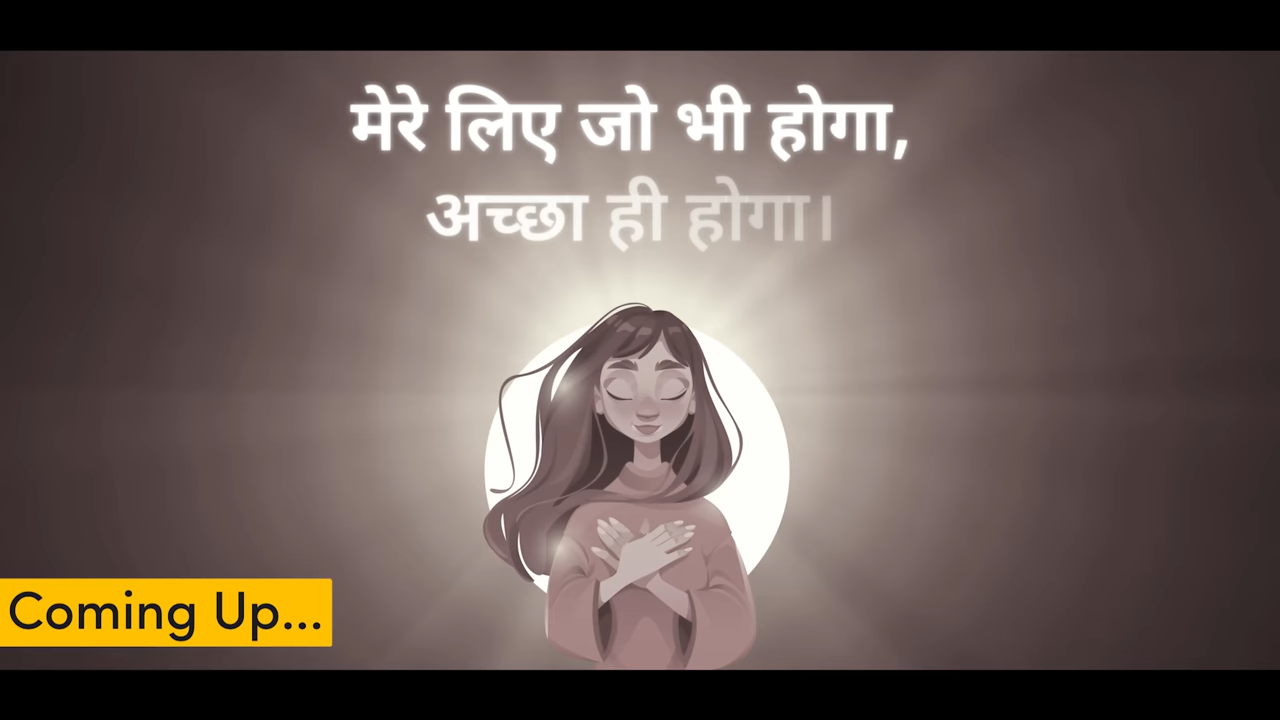 मेरे लिए जो भी होगा,
अच्छा ही होगा।
Coming Up...